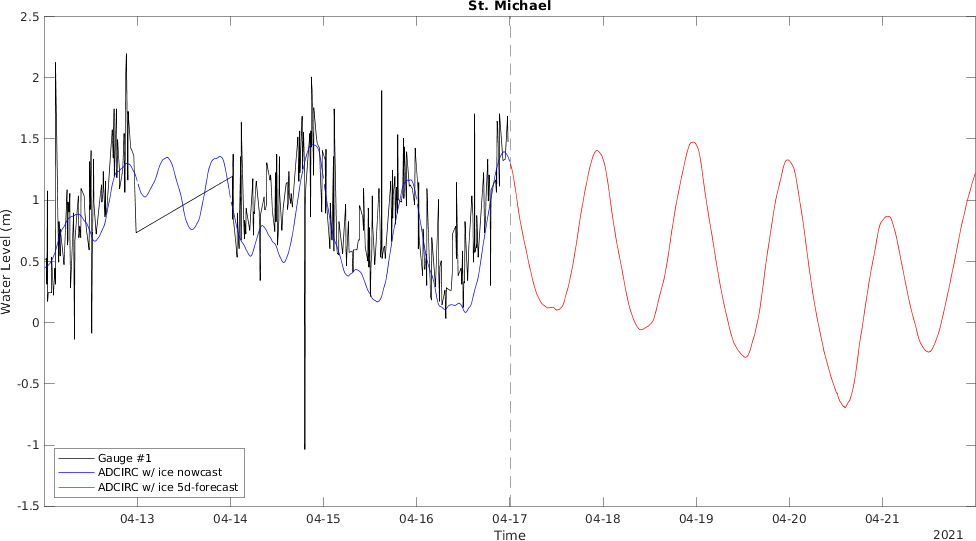 St. Michael
2.5
2
1.5
1
0.5
0
-0.5
-1
-1.5
Water Level (m)
Gauge #1
ADCIRC w/ ice nowcast
ADCIRC w/ ice 5d-forecast
04-13 04-14 04-15 04-16 04-17 04-18 04-19 04-20 04-21
Time
2021